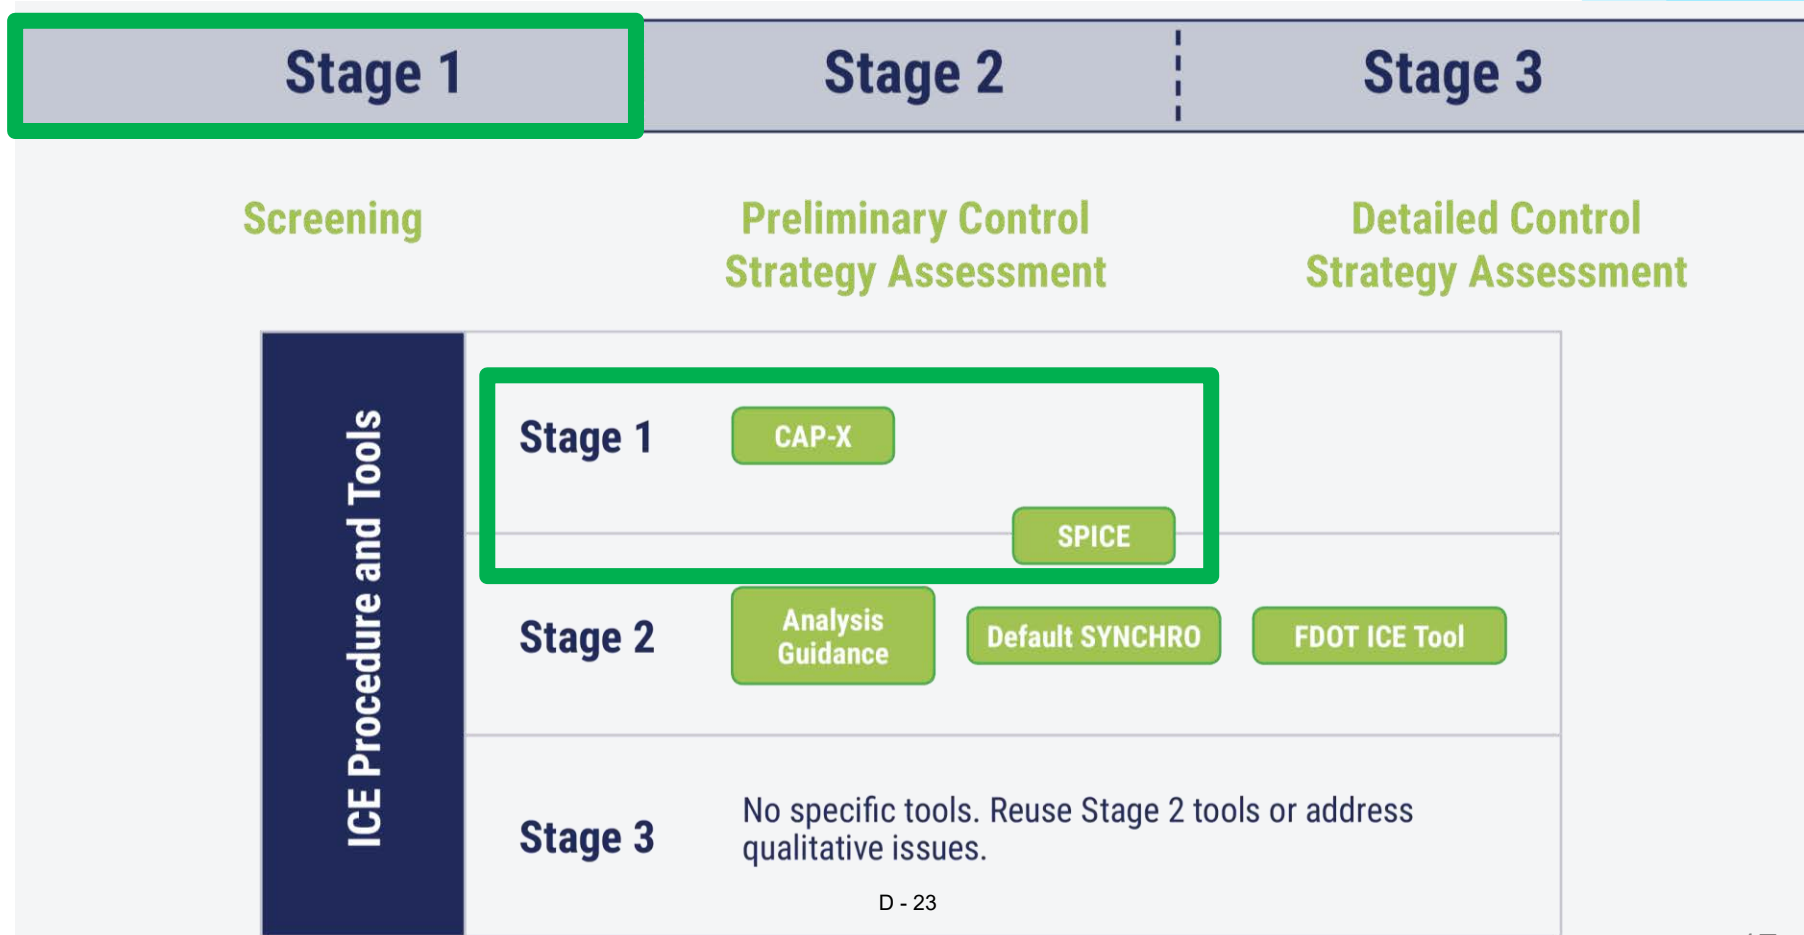 Stage 1
Stage 2
Stage 3
Screening
Preliminary Control
Strategy Assessment
Detailed Control
Strategy Assessment
ICE Procedure and Tools
Stage 1
CAP-X
SPICE
Stage 2
Analysis
Guidance
Default SYNCHRO
FDOT ICE Tool
Stage 3
No specific tools. Reuse Stage 2 tools or address
qualitative issues.
D - 23